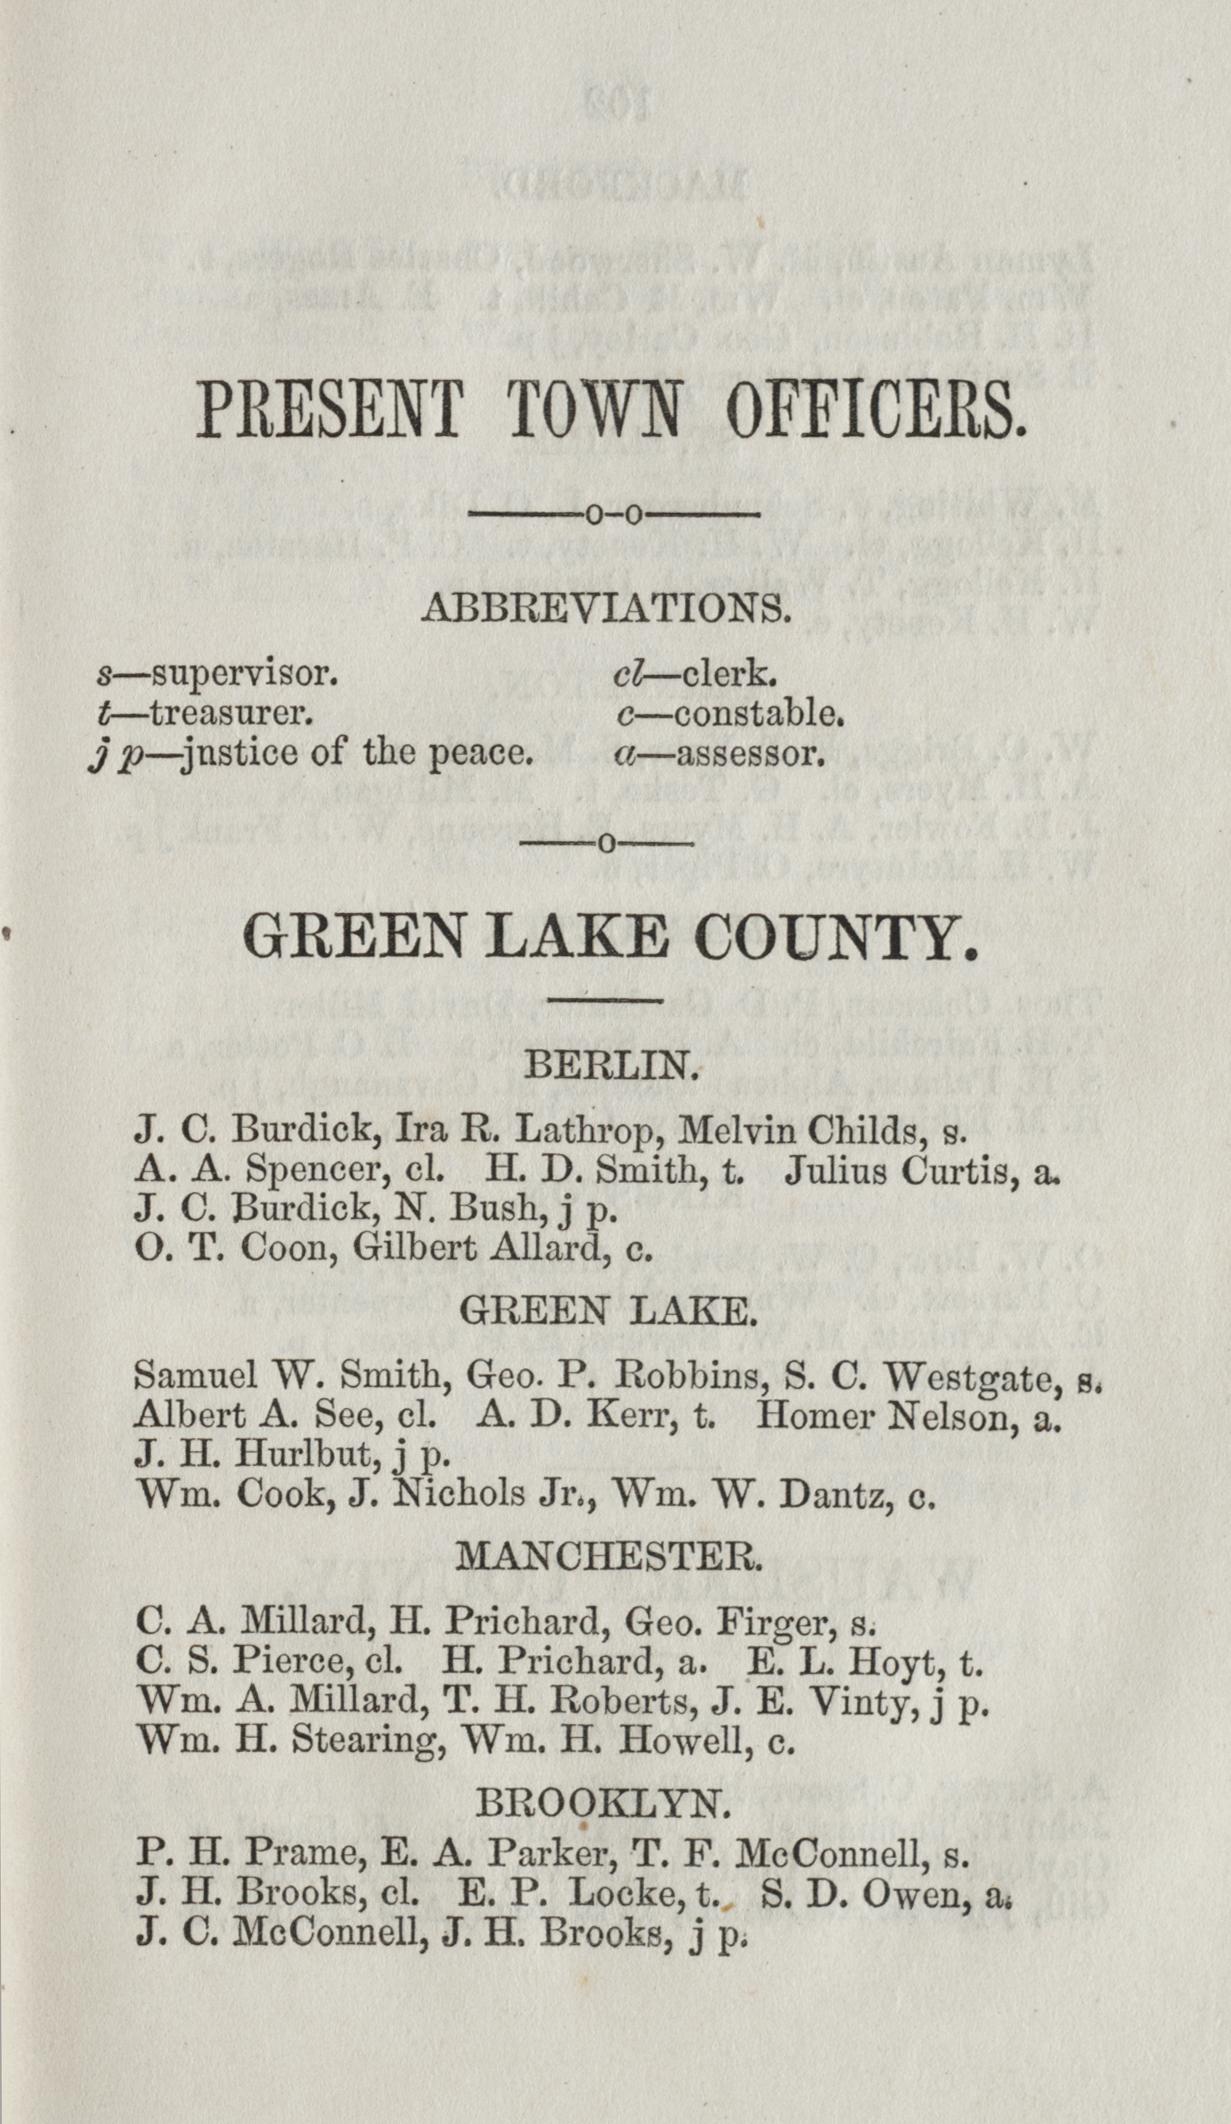 PRESENT TOWN OFFICERS.
ABBREVIATIONS.
s—supervisor. cl—clerk.
t—treasurer. c—constable.
j p—jnstice of the peace. a—assessor.
GREEN LAKE COUNTY.
BERLIN.
J. C. Burdick, Ira R. Lathrop, Melvin Childs, s.
A. A. Spencer, cl. H. D. Smith, t. Julius Curtis, a.
J. C. Burdick, N. Bush, j p.
O. T. Coon, Gilbert Allard, c.
GREEN LAKE.
Samuel W. Smith, Geo. P. Robbins, S. C. Westgate, s.
Albert A. See, cl. A. D. Kerr, t. Homer Nelson, a.
J. H. Hurlbut, j p.
Wm. Cook, J. Nichols Jr., Wm. W. Dantz, c.
MANCHESTER.
C. A. Millard, H. Prichard, Geo. Firger, s.
C. S. Pierce, cl. H. Prichard, a. E. L. Hoyt, t.
Wm. A. Millard, T. H. Roberts, J. E. Vinty, j p.
Wm. H. Stearing, Wm. H. Howell, c.
BROOKLYN.
P. H. Prame, E. A. Parker, T. F. McConnell, s.
J. H. Brooks, cl. E. P. Locke, t. S. D. Owen, a.
J. C. McConnell, J. H. Brooks, j p.